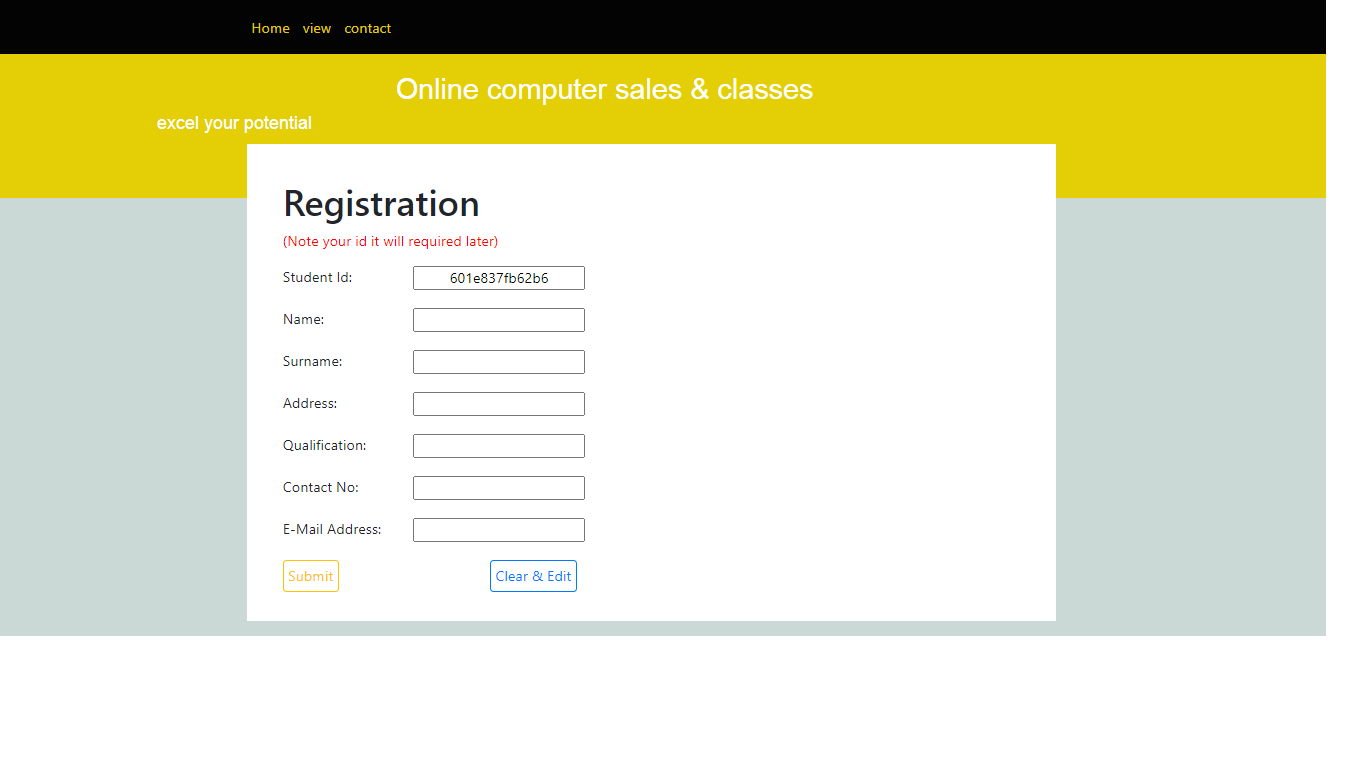 Home view contact
Online computer sales & classes
excel your potential
Registration
(Note your id it will required later)
Student Id: 601e837fb62b6
Name:
Surname:
Address:
Qualification:
Contact No:
E-Mail Address:
Submit Clear & Edit